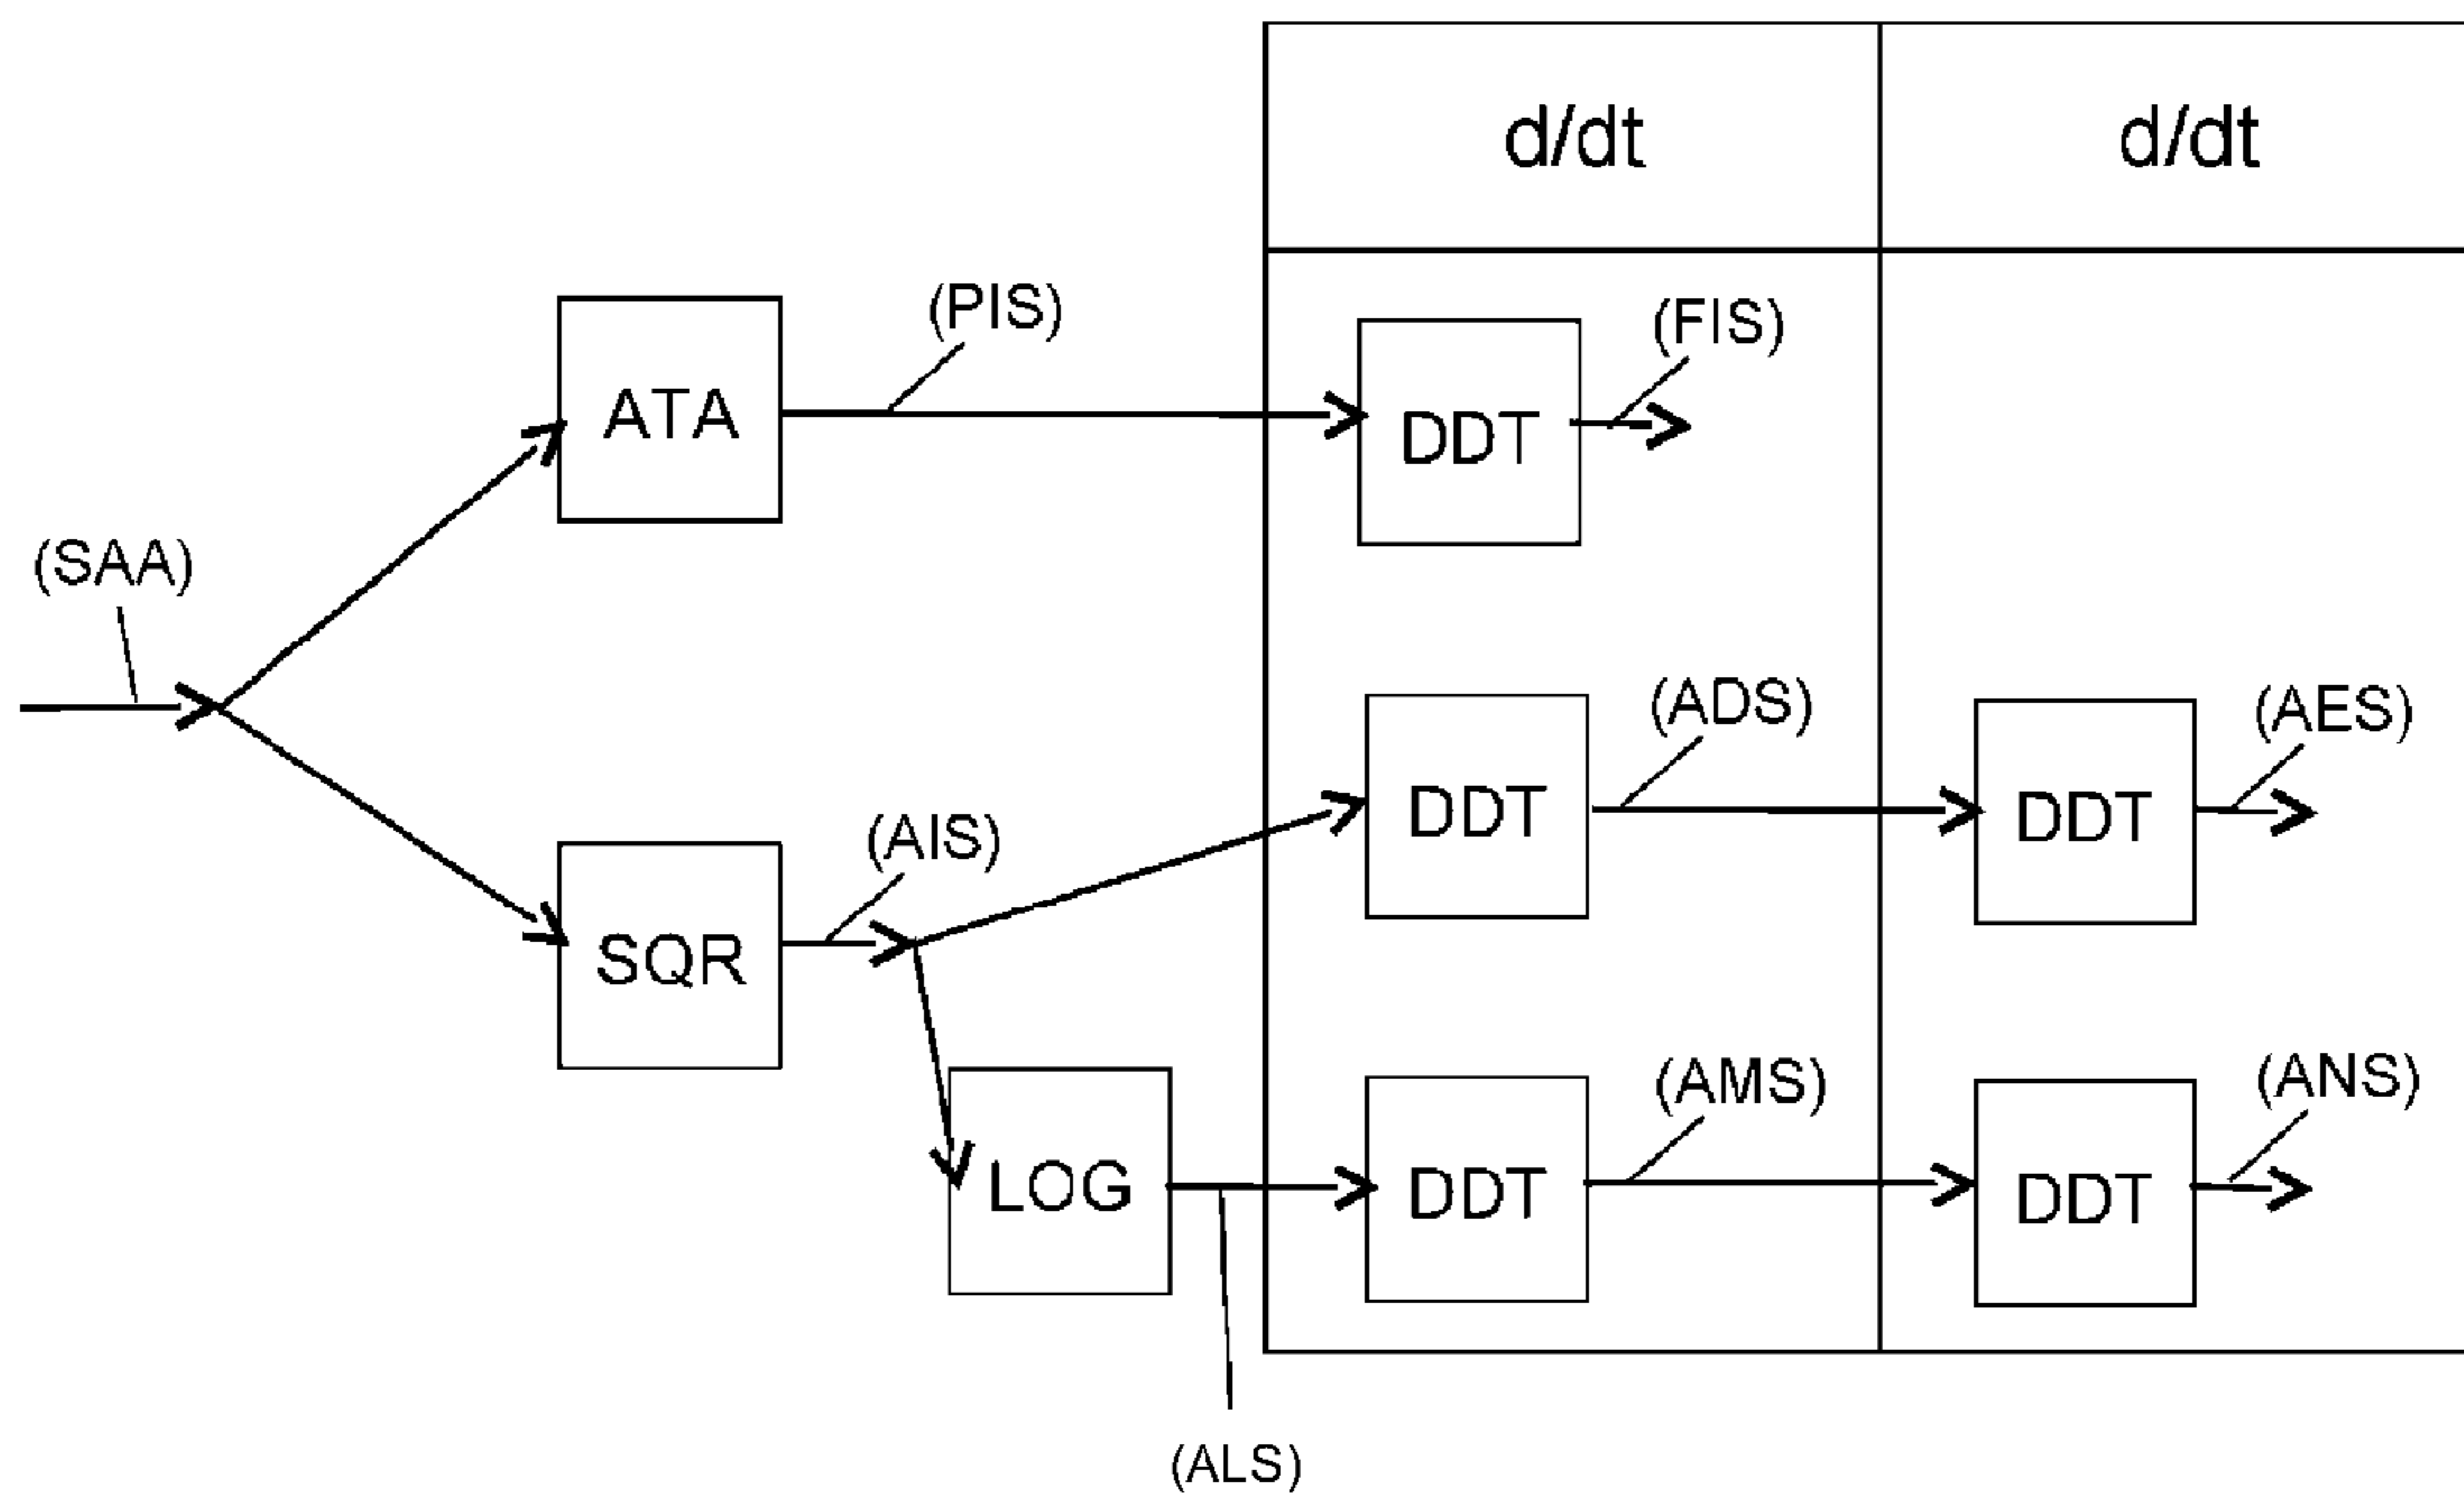 d/dt d/dt
(PIS) (FIS)
ATA DDT
(SAA)
(ADS) (AES)
(AIS) DDT DDT
SQR
(AMS) (ANS)
LOG DDT DDT
(ALS)